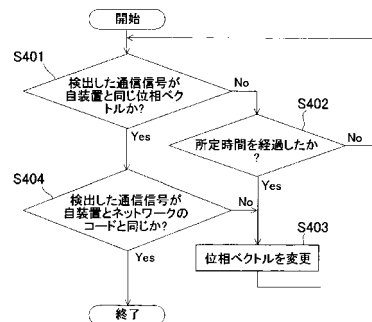 開始
S401
検出した通信信号が
自装置と同じ位相ベク
トルか?
No
S402
所定時間を経過したか
?
No
Yes
Yes
S404
検出した通信信号が
自装置とネットワークの
コードと同じか?
No
S403
位相ベクトルを変更
Yes
終了